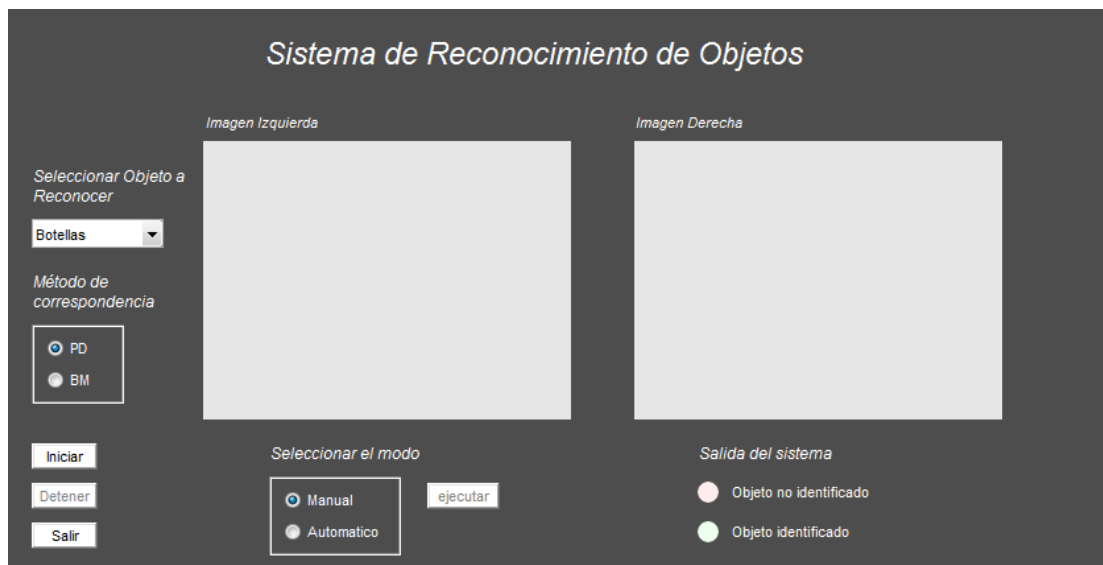 Sistema de Reconocimiento de Objetos
Imagen Izquierda
Imagen Derecha
Seleccionar Objeto a
Reconocer
Botellas
Método de
correspondencia
PD
BM
Iniciar
Detener
Salir
Seleccionar el modo
Manual
Automatico
ejecutar
Salida del sistema
Objeto no identificado
Objeto identificado